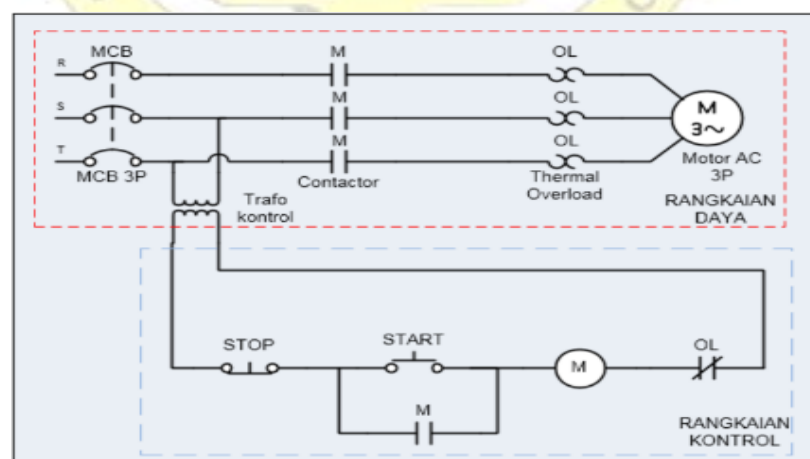 MCB
M
OL
R
M
OL
S
M
OL
M
3~
T
MCB 3P
Contactor
Thermal
Overload
Motor AC
3P
Trafo
kontrol
RANGKAIAN
DAYA
STOP
START
M
OL
M
RANGKAIAN
KONTROL